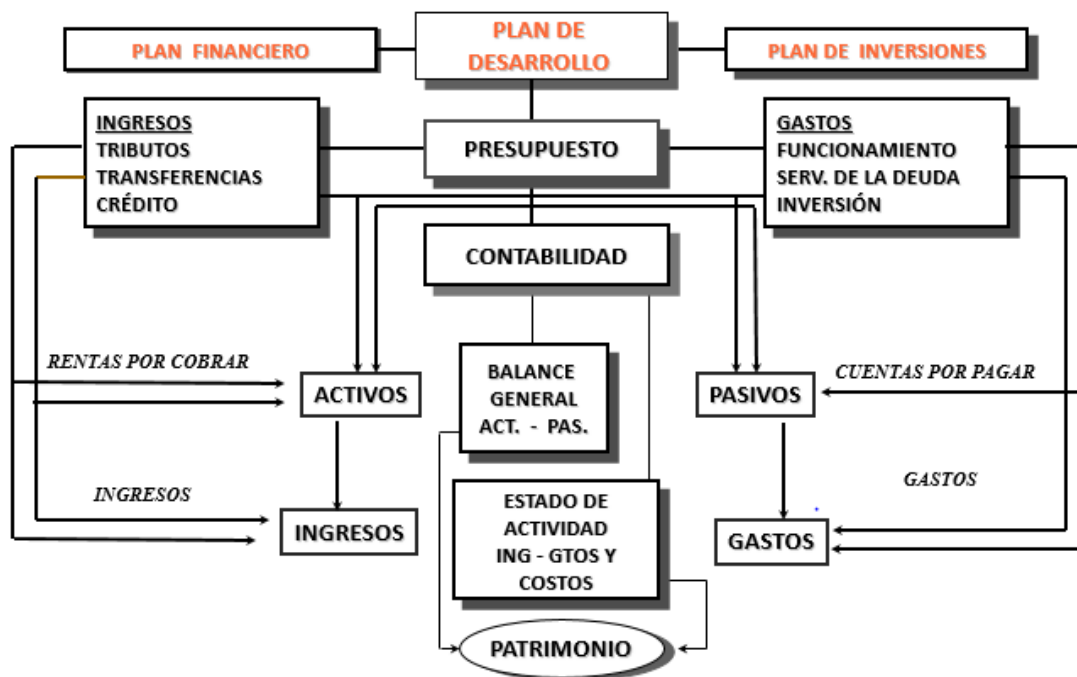 PLAN FINANCIERO
PLAN DE
DESARROLLO
PLAN DE INVERSIONES
INGRESOS
TRIBUTOS
TRANSFERENCIAS
CRÉDITO
PRESUPUESTO
GASTOS
FUNCIONAMIENTO
SERV. DE LA DEUDA
INVERSIÓN
CONTABILIDAD
RENTAS POR COBRAR
ACTIVOS
BALANCE
GENERAL
ACT. - PAS.
PASIVOS
CUENTAS POR PAGAR
INGRESOS
INGRESOS
ESTADO DE
ACTIVIDAD
ING - GTOS Y
COSTOS
GASTOS
GASTOS
PATRIMONIO